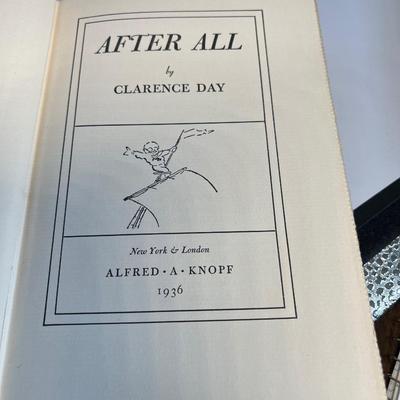 AFTER ALL
by
CLARENCE DAY
New York & London
ALFRED · A · KNOPF
1936